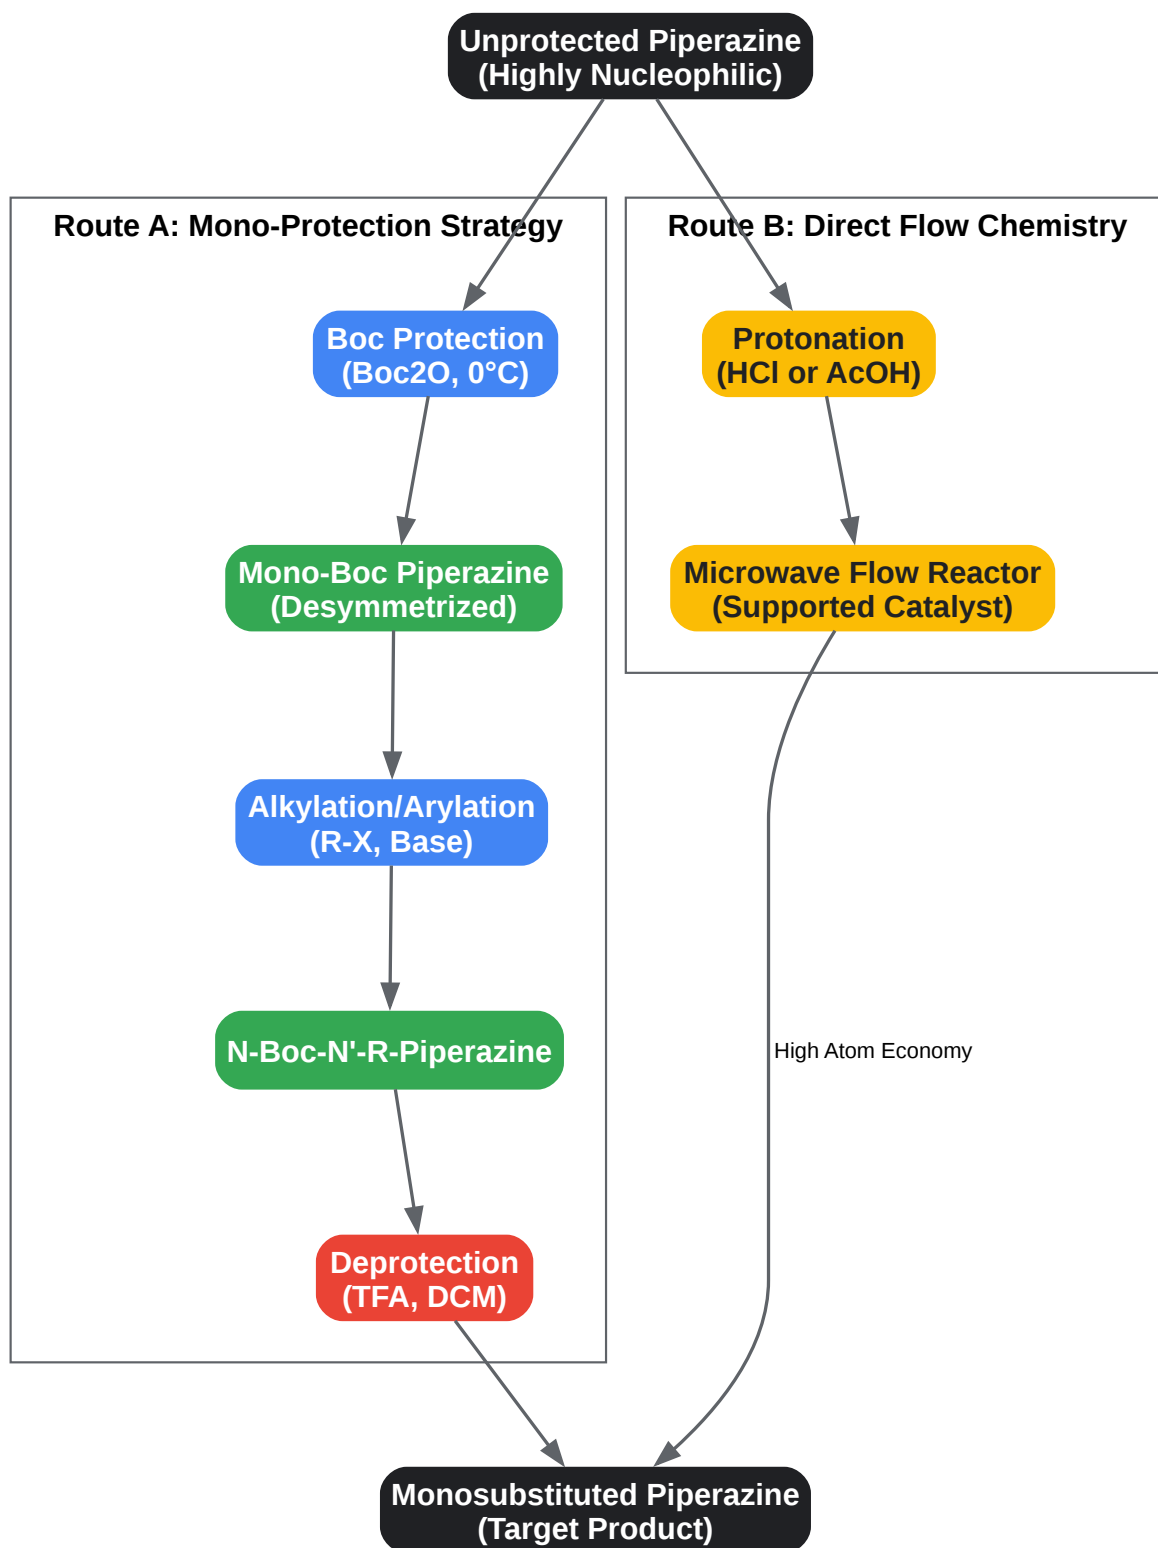 Unprotected Piperazine
(Highly Nucleophilic)
Route A: Mono-Protection Strategy
Boc Protection
(Boc2O, 0°C)
Mono-Boc Piperazine
(Desymmetrized)
Alkylation/Arylation
(R-X, Base)
N-Boc-N'-R-Piperazine
Deprotection
(TFA, DCM)
Route B: Direct Flow Chemistry
Protonation
(HCl or AcOH)
Microwave Flow Reactor
(Supported Catalyst)
High Atom Economy
Monosubstituted Piperazine
(Target Product)